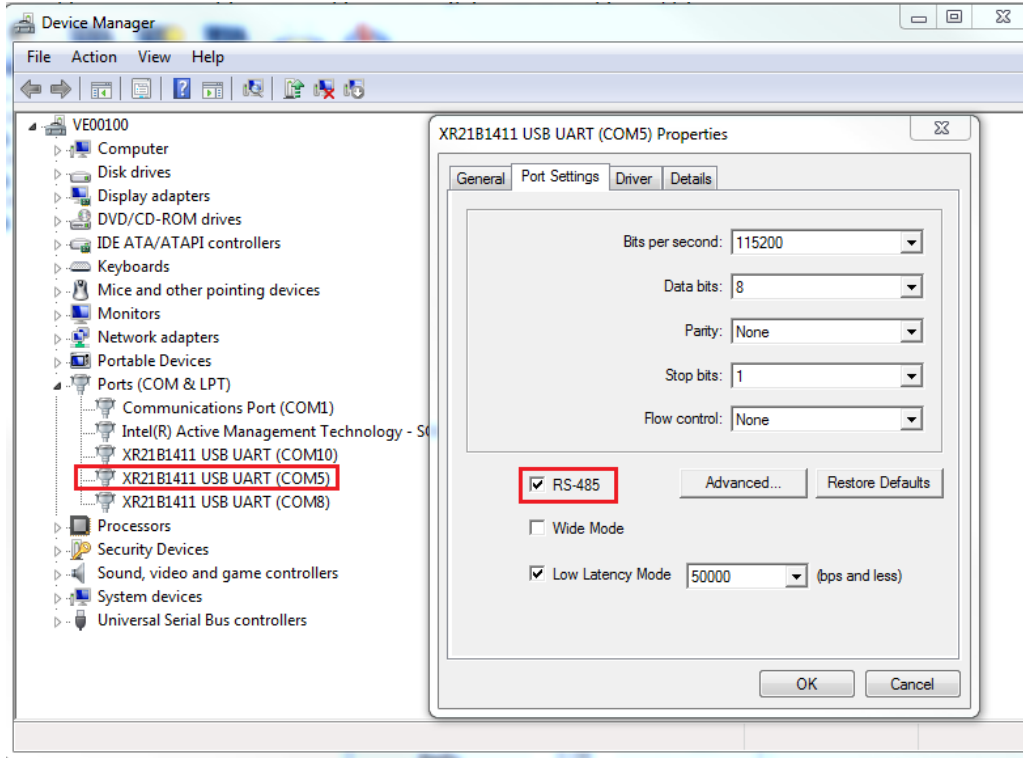 Device Manager
File Action View Help
VE00100
Computer
Disk drives
Display adapters
DVD/CD-ROM drives
IDE ATA/ATAPI controllers
Keyboards
Mice and other pointing devices
Monitors
Network adapters
Portable Devices
Ports (COM & LPT)
Communications Port (COM1)
Intel(R) Active Management Technology - SO
XR21B1411 USB UART (COM10)
XR21B1411 USB UART (COM5)
XR21B1411 USB UART (COM8)
Processors
Security Devices
Sound, video and game controllers
System devices
Universal Serial Bus controllers
XR21B1411 USB UART (COM5) Properties
General Port Settings Driver Details
Bits per second: 115200
Data bits: 8
Parity: None
Stop bits: 1
Flow control: None
RS-485 Advanced... Restore Defaults
Wide Mode
Low Latency Mode 50000 (bps and less)
OK Cancel